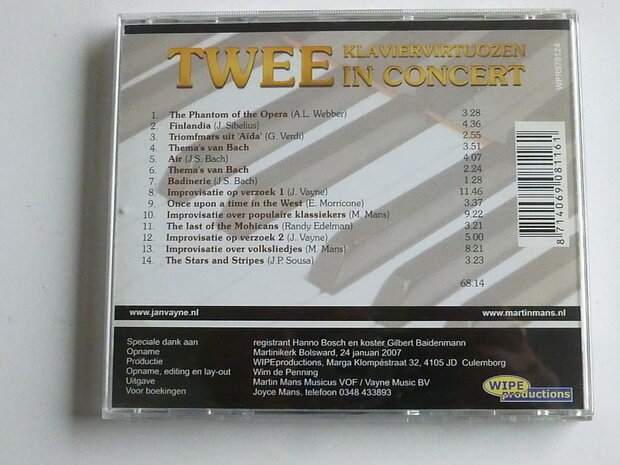 TWEE KLAVIERVIRTUOZEN
IN CONCERT
WPR970124
1. The Phantom of the Opera (A.L. Webber) 3.28
2. Finlandia (J. Sibelius) 4.36
3. Triomfmars uit 'Aïda' (G. Verdi) 2.55
4. Thema's van Bach 3.51
5. Air (J.S. Bach) 4.07
6. Thema's van Bach 2.24
7. Badinerie (J.S. Bach) 1.28
8. Improvisatie op verzoek 1 (J. Vayne) 11.46
9. Once upon a time in the West (E. Morricone) 3.37
10. Improvisatie over populaire klassiekers (M. Mans) 9.22
11. The last of the Mohicans (Randy Edelman) 3.21
12. Improvisatie op verzoek 2 (J. Vayne) 5.00
13. Improvisatie over volksliedjes (M. Mans) 8.21
14. The Stars and Stripes (J.P. Sousa) 3.23
68.14
8 714069 081161
www.janvayne.nl www.martinmans.nl
Speciale dank aan registrant Hanno Bosch en koster Gilbert Baidenmann
Opname Martinikerk Bolsward, 24 januari 2007
Productie WIPEproductions, Marga Klompéstraat 32, 4105 JD Culemborg
Opname, editing en lay-out Wim de Penning
Uitgave Martin Mans Musicus VOF / Vayne Music BV
Voor boekingen Joyce Mans, telefoon 0348 433893
WIPE
productions